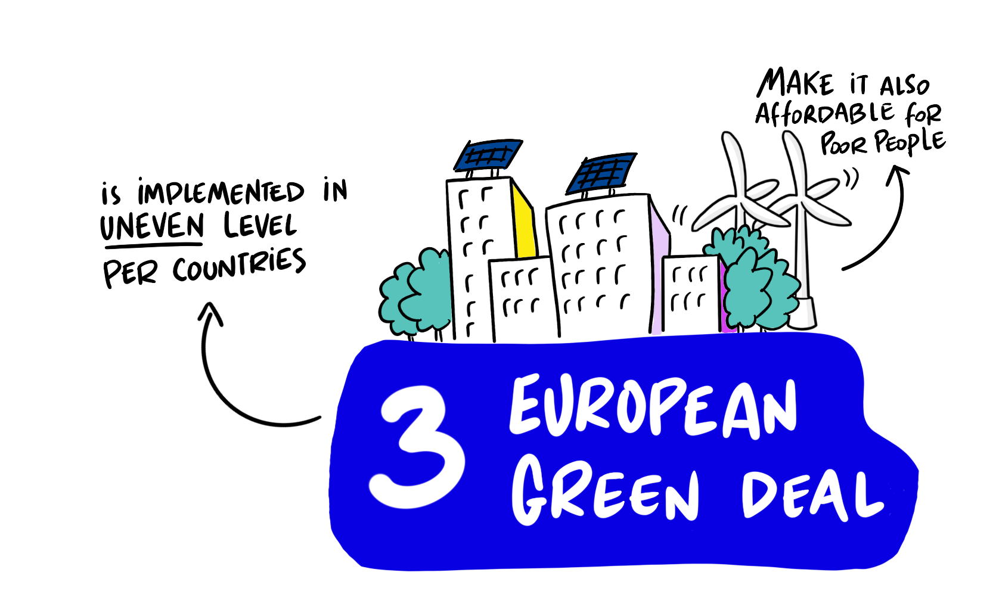 MAKE iT ALSO
AffORDABLE foR
POOR PEOPLE
iS iMPLEMENTED iN
UNEVEN LEVEL
PER COUNTRiES
3
EUROPEAN
GREEN DEAL